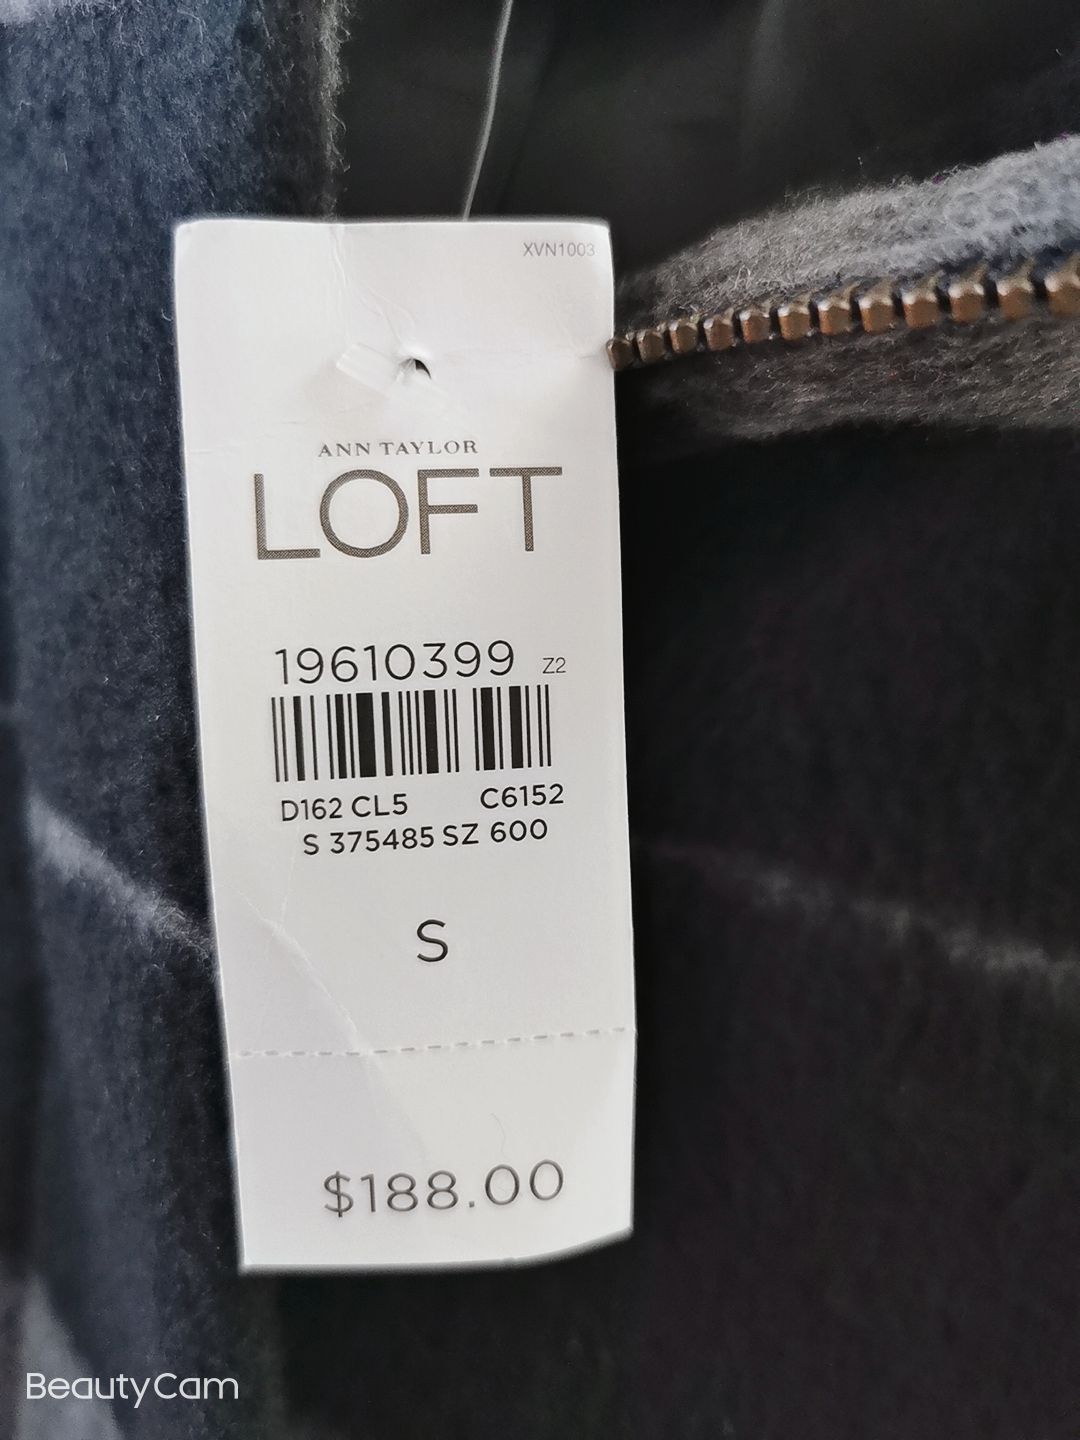 XVN1003
ANN TAYLOR
LOFT
19610399 Z2
D162 CL5 C6152
S 375485 SZ 600
S
$188.00
BeautyCam